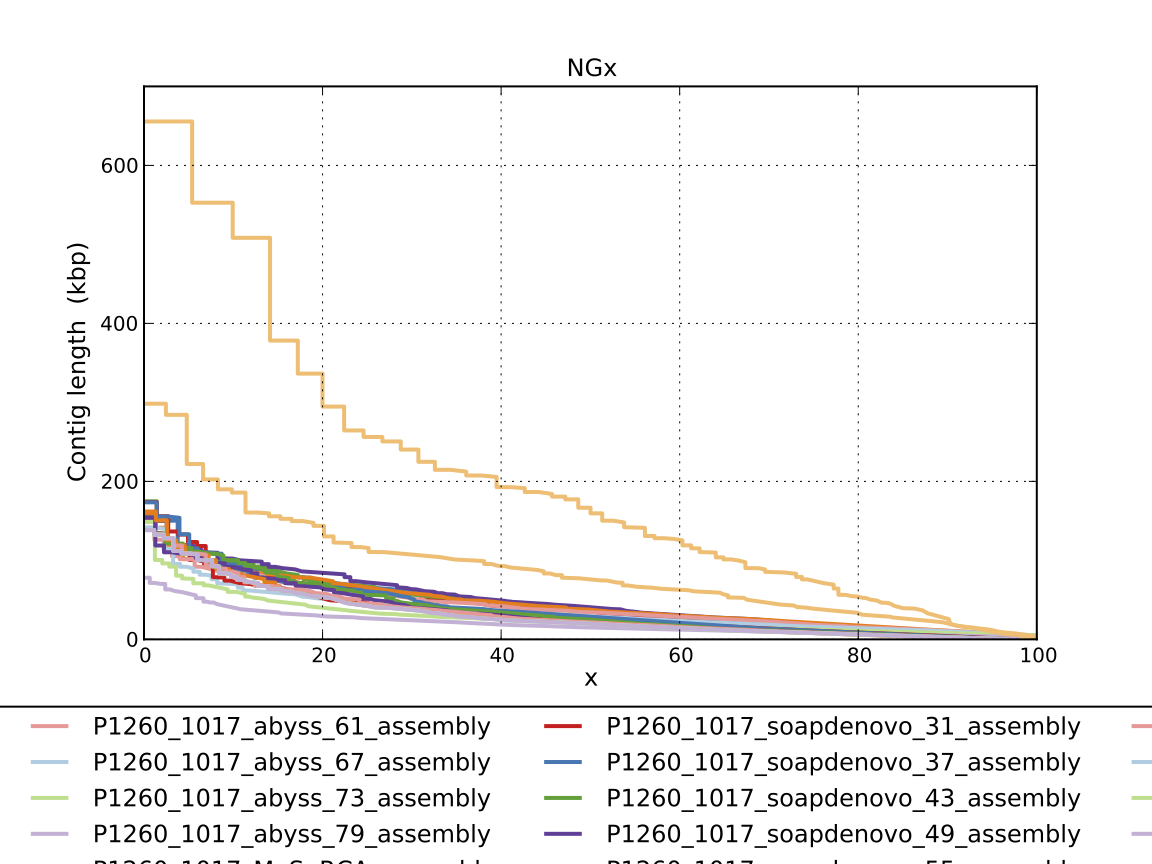 NGx
Contig length (kbp)
600
400
200
0
0 20 40 60 80 100
x
P1260_1017_abyss_61_assembly P1260_1017_soapdenovo_31_assembly
P1260_1017_abyss_67_assembly P1260_1017_soapdenovo_37_assembly
P1260_1017_abyss_73_assembly P1260_1017_soapdenovo_43_assembly
P1260_1017_abyss_79_assembly P1260_1017_soapdenovo_49_assembly